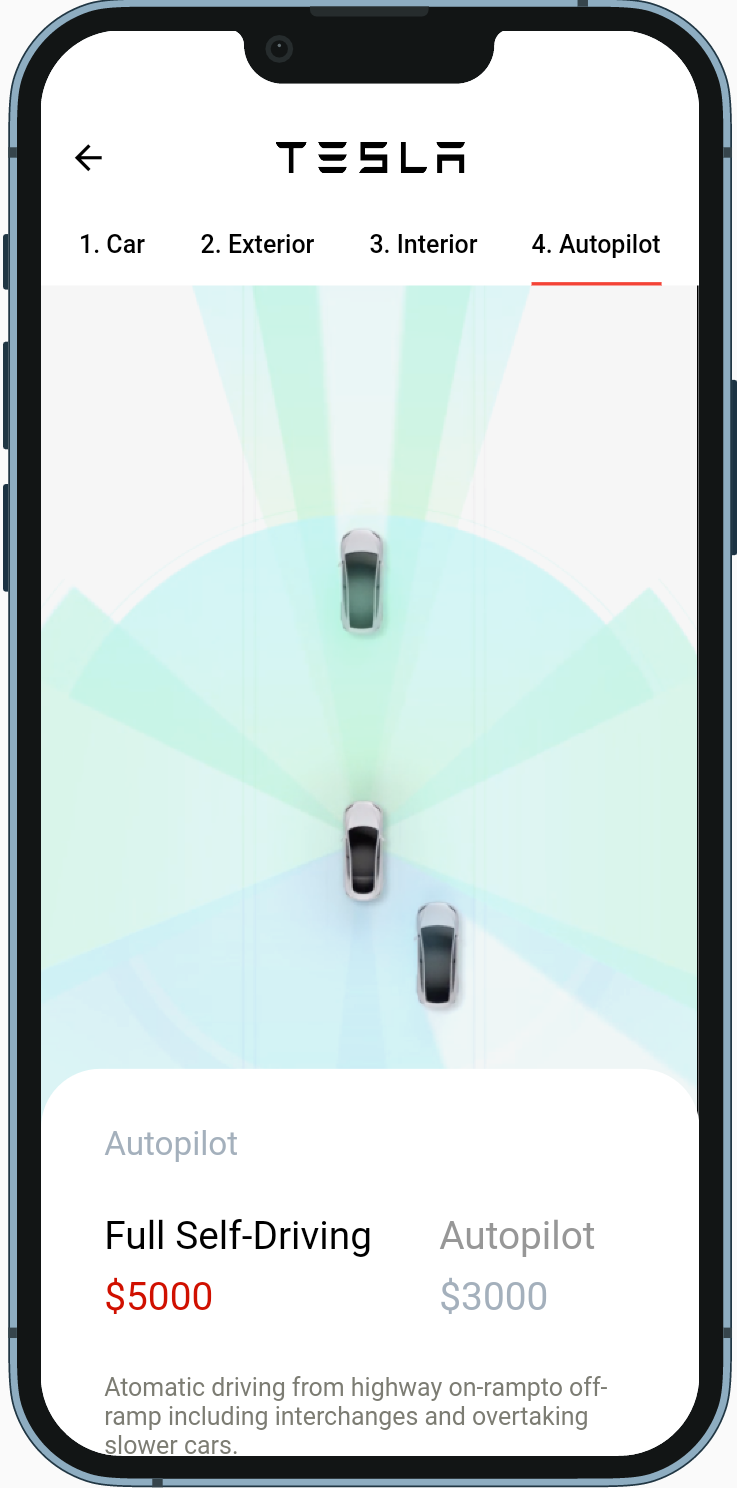 TESLA
1. Car 2. Exterior 3. Interior 4. Autopilot
Autopilot
Full Self-Driving Autopilot
$5000 $3000
Atomatic driving from highway on-rampto off-
ramp including interchanges and overtaking
slower cars.